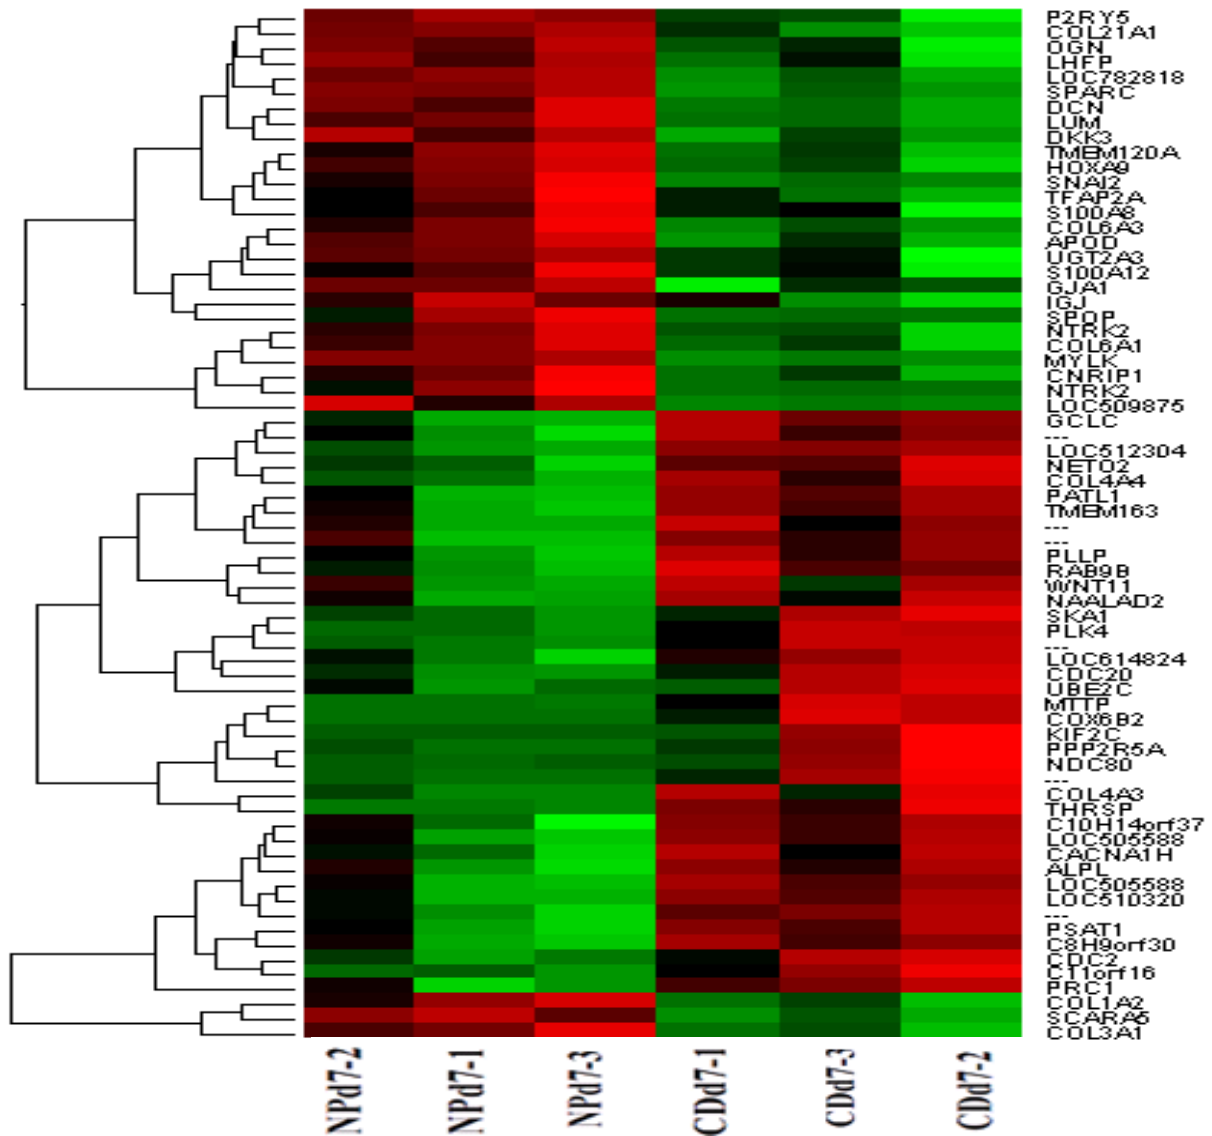 P2RY5
COL21A1
OGN
LHFP
LOC782818
SPARC
DCN
LUM
DKK3
TMEM120A
HOXA9
SNAI2
TFAP2A
S100A8
COL6A3
APOD
UGT2A3
S100A12
GJA1
IGJ
SPOP
NTRK2
COL6A1
MYLK
CNRIP1
NTRK2
LOC509875
GCLC
---
LOC512304
NETO2
COL4A4
PATL1
TMEM163
---
---
PLLP
RAB9B
WNT11
NAALAD2
SKA1
PLK4
---
LOC614824
CDC20
UBE2C
MTTP
COX6B2
KIF2C
PPP2R5A
NDC80
---
COL4A3
THRSP
C10H14orf37
LOC505588
CACNA1H
ALPL
LOC505588
LOC510320
---
PSAT1
C8H9orf30
CDC2
C11orf16
PRC1
COL1A2
SCARA5
COL3A1
NPd7-2
NPd7-1
NPd7-3
CDd7-1
CDd7-3
CDd7-2